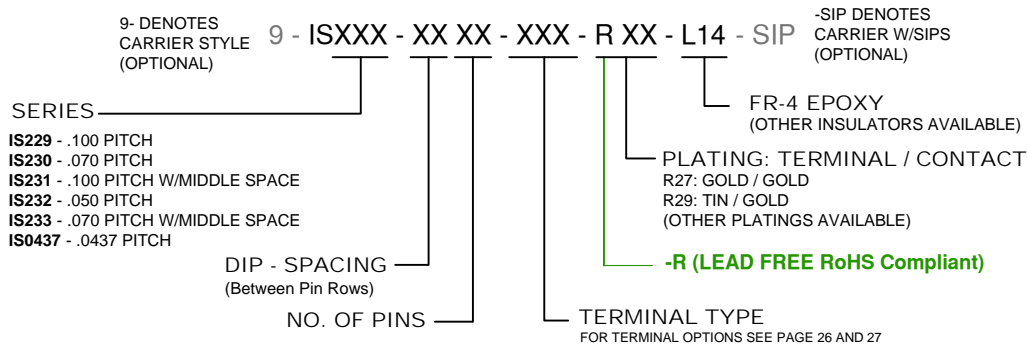 9- DENOTES
CARRIER STYLE
(OPTIONAL)
9 - ISXXX - XX XX - XXX - R XX - L14 - SIP
-SIP DENOTES
CARRIER W/SIPS
(OPTIONAL)
SERIES
IS229 - .100 PITCH
IS230 - .070 PITCH
IS231 - .100 PITCH W/MIDDLE SPACE
IS232 - .050 PITCH
IS233 - .070 PITCH W/MIDDLE SPACE
IS0437 - .0437 PITCH
FR-4 EPOXY
(OTHER INSULATORS AVAILABLE)
PLATING: TERMINAL / CONTACT
R27: GOLD / GOLD
R29: TIN / GOLD
(OTHER PLATINGS AVAILABLE)
-R (LEAD FREE RoHS Compliant)
DIP - SPACING
(Between Pin Rows)
NO. OF PINS
TERMINAL TYPE
FOR TERMINAL OPTIONS SEE PAGE 26 AND 27